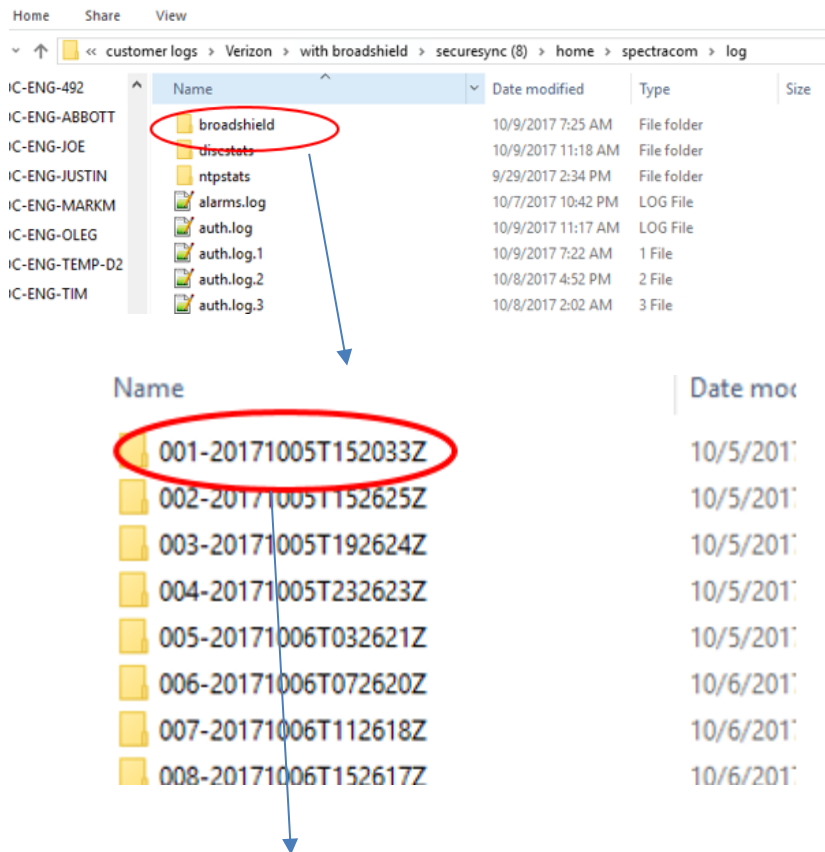 Home Share View
« customer logs > Verizon > with broadshield > securesync (8) > home > spectracom > log
C-ENG-492
C-ENG-ABBOTT
C-ENG-JOE
C-ENG-JUSTIN
C-ENG-MARKM
C-ENG-OLEG
C-ENG-TEMP-D2
C-ENG-TIM
Name Date modified Type Size
broadshield 10/9/2017 7:25 AM File folder
discstats 10/9/2017 11:18 AM File folder
ntpstats 9/29/2017 2:34 PM File folder
alarms.log 10/7/2017 10:42 PM LOG File
auth.log 10/9/2017 11:17 AM LOG File
auth.log.1 10/9/2017 7:22 AM 1 File
auth.log.2 10/8/2017 4:52 PM 2 File
auth.log.3 10/8/2017 2:02 AM 3 File
Name Date mod
001-20171005T152033Z 10/5/2017
002-20171005T152625Z 10/5/2017
003-20171005T192624Z 10/5/2017
004-20171005T232623Z 10/5/2017
005-20171006T032621Z 10/5/2017
006-20171006T072620Z 10/6/2017
007-20171006T112618Z 10/6/2017
008-20171006T152617Z 10/6/2017